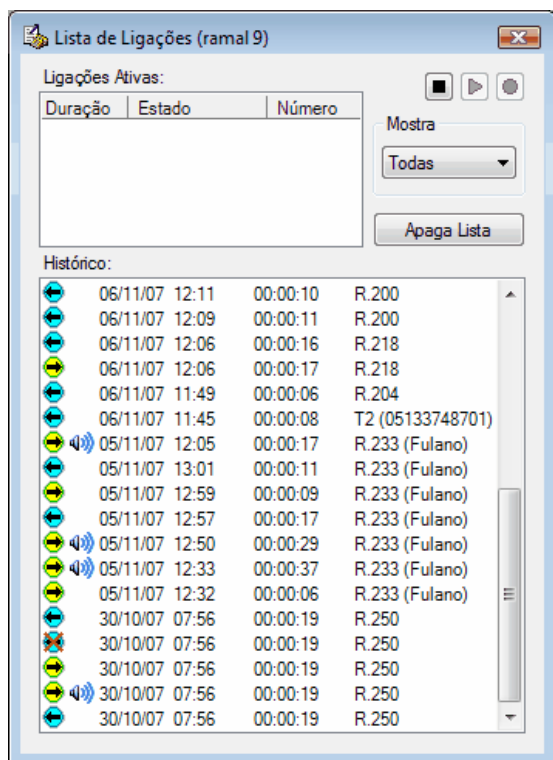 Lista de Ligações (ramal 9)
Ligações Ativas:
Duração Estado Número
Mostra
Todas
Apaga Lista
Histórico:
06/11/07 12:11 00:00:10 R.200
06/11/07 12:09 00:00:11 R.200
06/11/07 12:06 00:00:16 R.218
06/11/07 12:06 00:00:17 R.218
06/11/07 11:49 00:00:06 R.204
06/11/07 11:45 00:00:08 T2 (05133748701)
05/11/07 12:05 00:00:17 R.233 (Fulano)
05/11/07 13:01 00:00:11 R.233 (Fulano)
05/11/07 12:59 00:00:09 R.233 (Fulano)
05/11/07 12:57 00:00:17 R.233 (Fulano)
05/11/07 12:50 00:00:29 R.233 (Fulano)
05/11/07 12:33 00:00:37 R.233 (Fulano)
05/11/07 12:32 00:00:06 R.233 (Fulano)
30/10/07 07:56 00:00:19 R.250
30/10/07 07:56 00:00:19 R.250
30/10/07 07:56 00:00:19 R.250
30/10/07 07:56 00:00:19 R.250
30/10/07 07:56 00:00:19 R.250